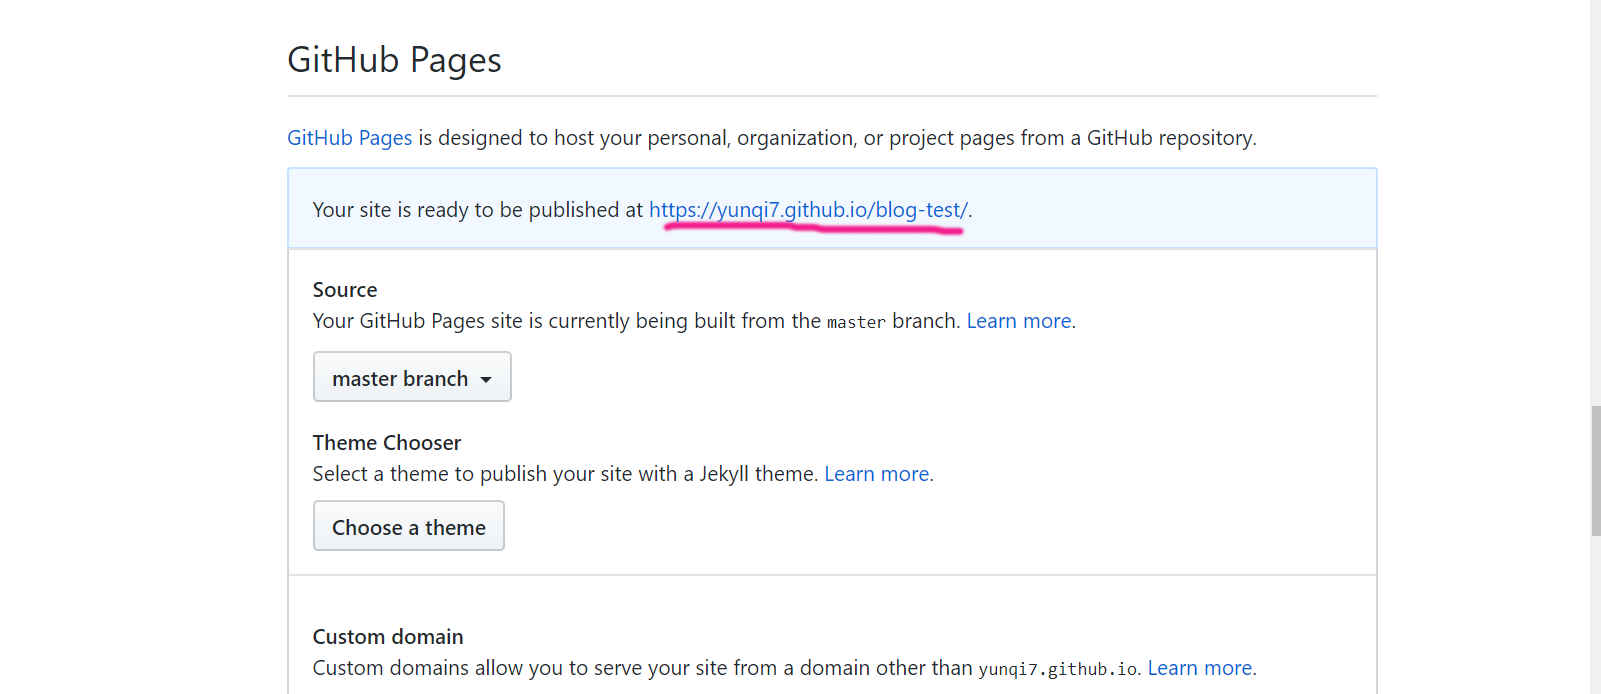 GitHub Pages
GitHub Pages is designed to host your personal, organization, or project pages from a GitHub repository.
Your site is ready to be published at https://yunqi7.github.io/blog-test/.
Source
Your GitHub Pages site is currently being built from the master branch. Learn more.
master branch
Theme Chooser
Select a theme to publish your site with a Jekyll theme. Learn more.
Choose a theme
Custom domain
Custom domains allow you to serve your site from a domain other than yunqi7.github.io. Learn more.